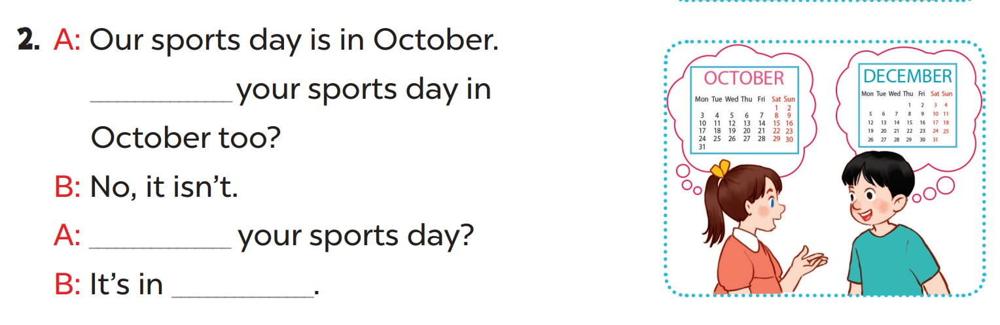 2. A: Our sports day is in October.
____________ your sports day in
October too?
B: No, it isn't.
A: ____________ your sports day?
B: It's in ____________.
OCTOBER
Mon Tue Wed Thu Fri Sat Sun
1 2
3 4 5 6 7 8 9
10 11 12 13 14 15 16
17 18 19 20 21 22 23
24 25 26 27 28 29 30
31
DECEMBER
Mon Tue Wed Thu Fri Sat Sun
1 2 3 4
5 6 7 8 9 10 11
12 13 14 15 16 17 18
19 20 21 22 23 24 25
26 27 28 29 30 31